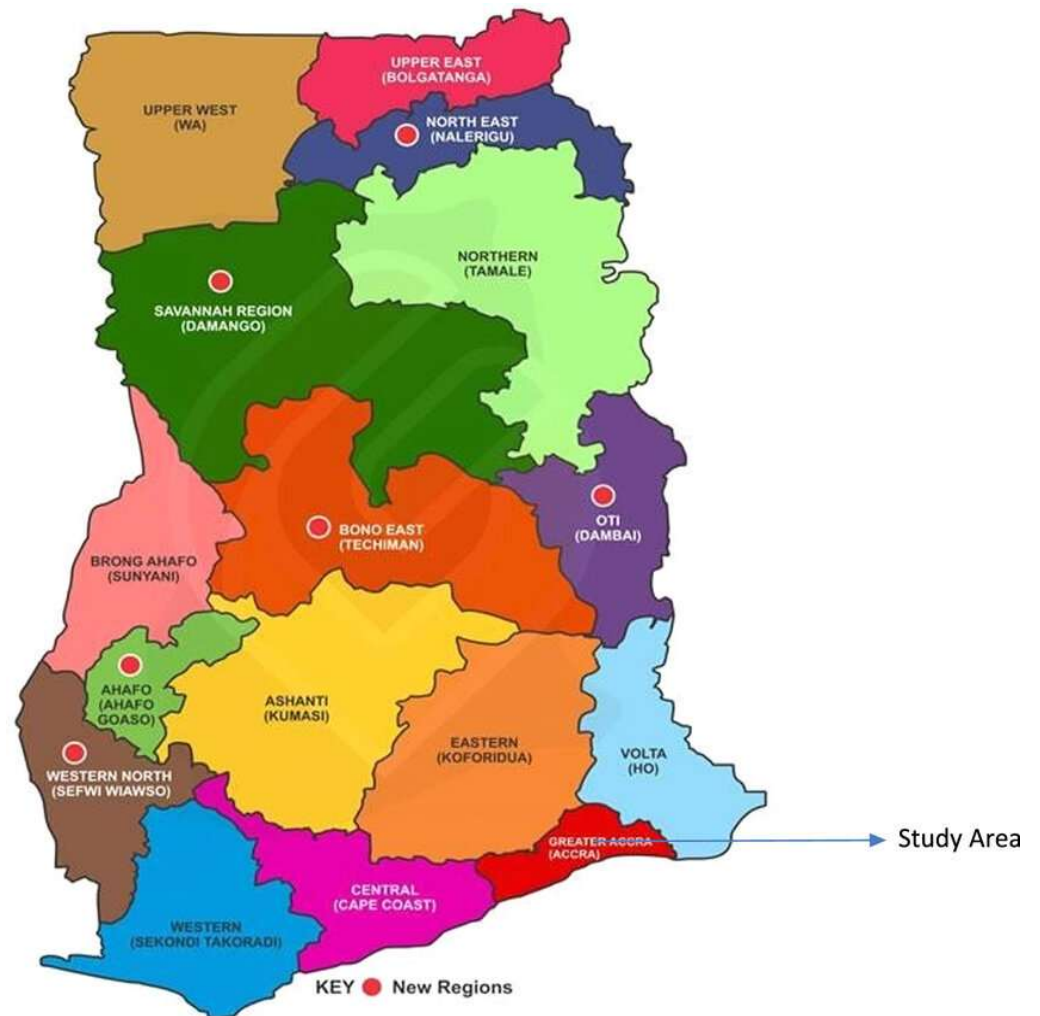 UPPER EAST
(BOLGATANGA)
UPPER WEST
(WA)
NORTH EAST
(NALERIGU)
NORTHERN
(TAMALE)
SAVANNAH REGION
(DAMANGO)
OTI
(DAMBAI)
BONO EAST
(TECHIMAN)
BRONG AHAFO
(SUNYANI)
AHAFO
(AHAFO
GOASO)
ASHANTI
(KUMASI)
EASTERN
(KOFORIDUA)
VOLTA
(HO)
WESTERN NORTH
(SEFWI WIAWSO)
GREATER ACCRA
(ACCRA)
Study Area
CENTRAL
(CAPE COAST)
WESTERN
(SEKONDI TAKORADI)
KEY New Regions